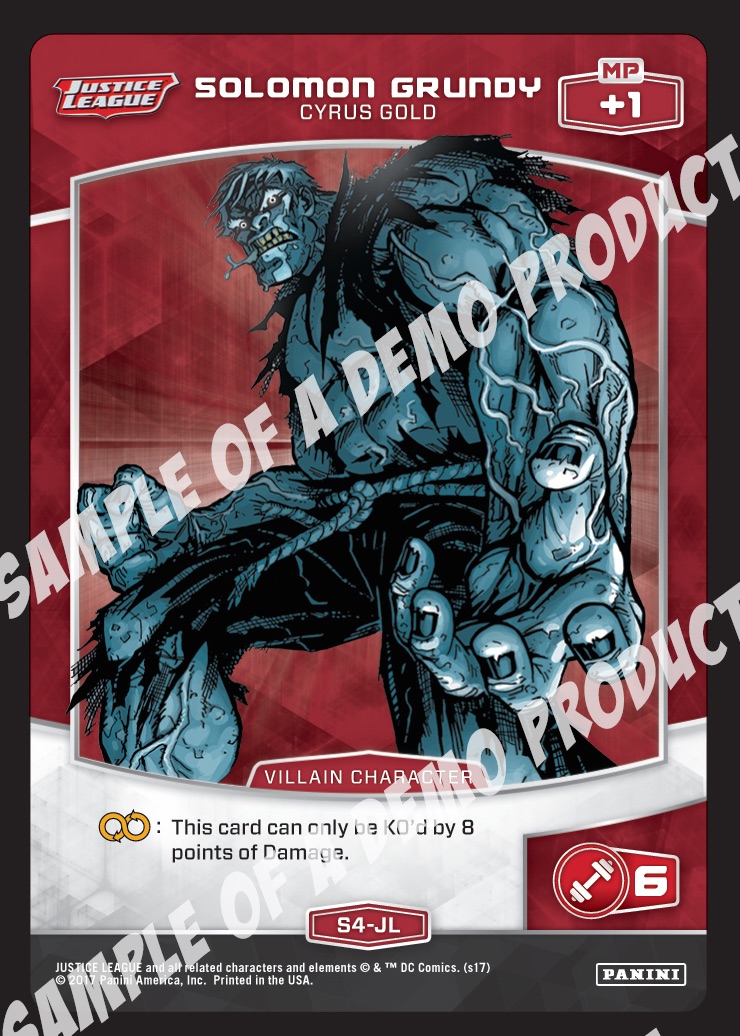 JUSTICE
LEAGUE
SOLOMON GRUNDY
CYRUS GOLD
MP
+1
SAMPLE OF A DEMO PRODUCT
VILLAIN CHARACTER
: This card can only be KO'd by 8
points of Damage.
6
SAMPLE OF A DEMO PRODUCT
S4-JL
JUSTICE LEAGUE and all related characters and elements © & ™ DC Comics. (s17)
© 2017 Panini America, Inc. Printed in the USA.
PANINI